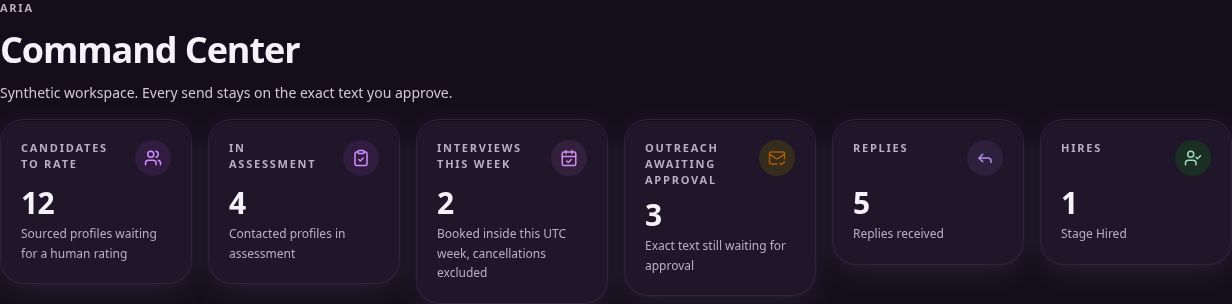 ARIA
Command Center
Synthetic workspace. Every send stays on the exact text you approve.
CANDIDATES
TO RATE
12
Sourced profiles waiting
for a human rating
IN
ASSESSMENT
4
Contacted profiles in
assessment
INTERVIEWS
THIS WEEK
2
Booked inside this UTC
week, cancellations
excluded
OUTREACH
AWAITING
APPROVAL
3
Exact text still waiting for
approval
REPLIES
5
Replies received
HIRES
1
Stage Hired